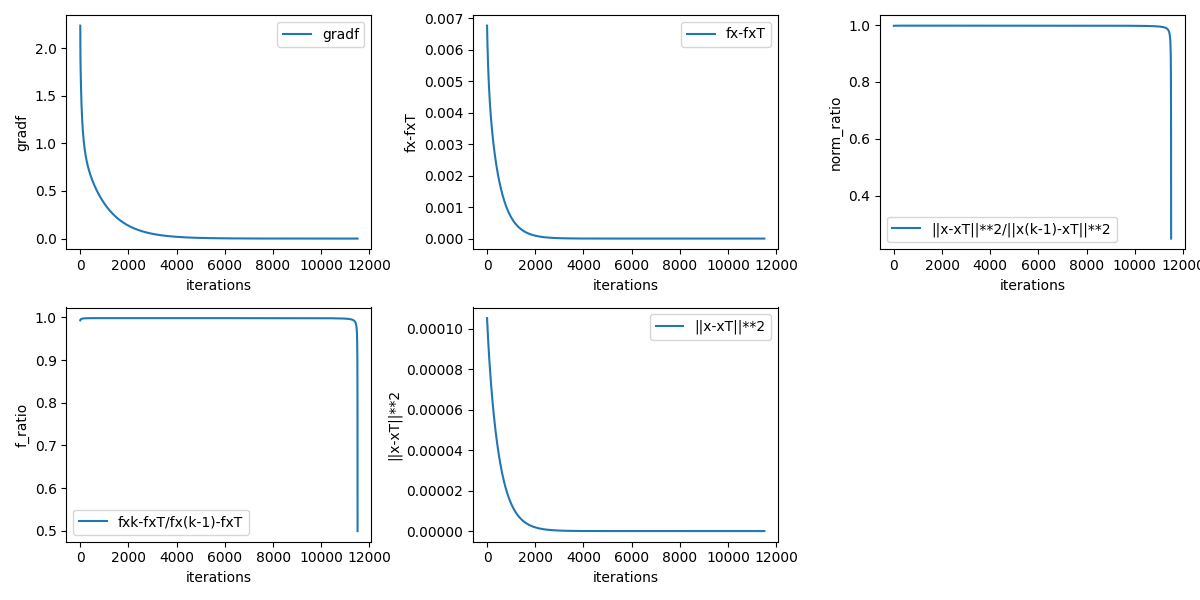 gradf
2.0
1.5
1.0
0.5
0.0
gradf
0 2000 4000 6000 8000 10000 12000
iterations
fx-fxT
0.007
0.006
0.005
0.004
0.003
0.002
0.001
0.000
fx-fxT
0 2000 4000 6000 8000 10000 12000
iterations
1.0
0.8
0.6
0.4
norm_ratio
||x-xT||**2/||x(k-1)-xT||**2
0 2000 4000 6000 8000 10000 1200
iterations
1.0
0.9
0.8
0.7
0.6
0.5
f_ratio
fxk-fxT/fx(k-1)-fxT
0 2000 4000 6000 8000 10000 12000
iterations
||x-xT||**2
0.00010
0.00008
0.00006
0.00004
0.00002
0.00000
||x-xT||**2
0 2000 4000 6000 8000 10000 12000
iterations